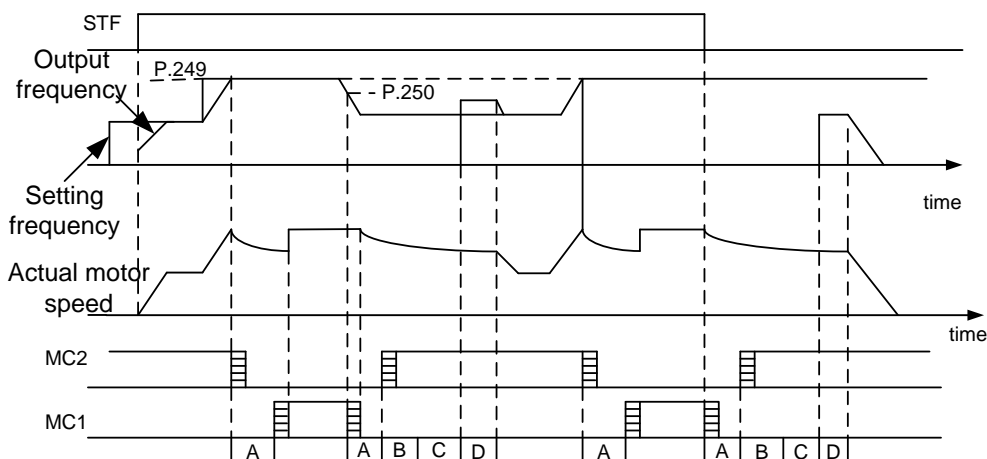 STF
Output
frequency
P.249
P.250
Setting
frequency
time
Actual motor
speed
time
MC2
MC1
A A B C D A A B C D